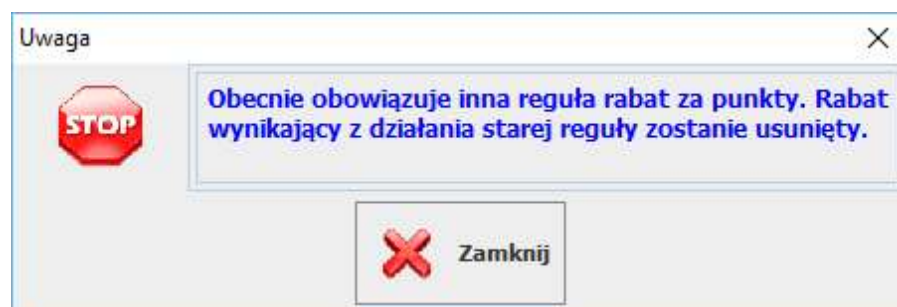 Uwaga
STOP
Obecnie obowiązuje inna reguła rabat za punkty. Rabat
wynikający z działania starej reguły zostanie usunięty.
Zamknij